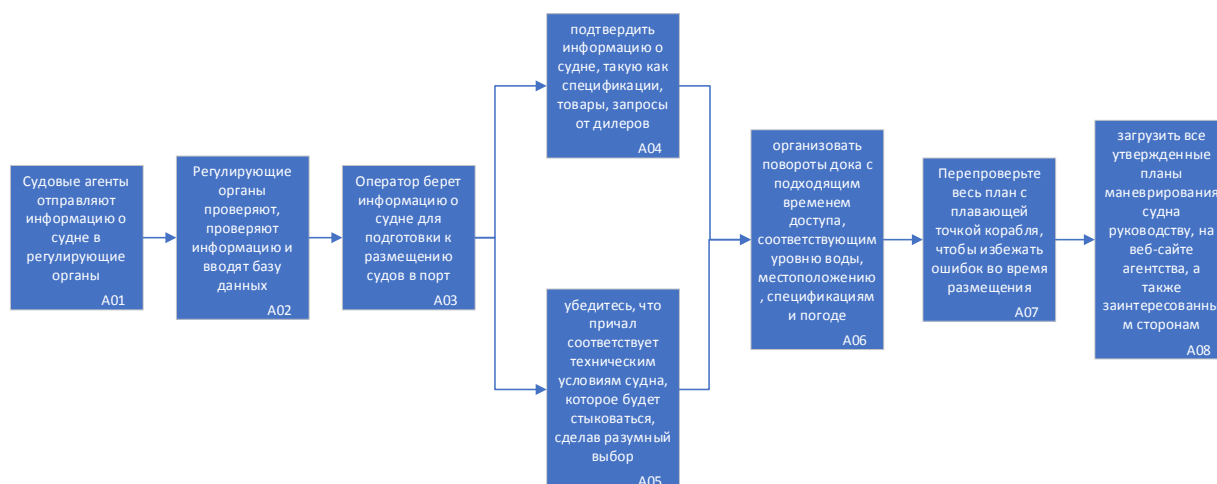 Судовые агенты
отправляют
информацию о
судне в
регулирующие
органы
A01
Регулирующие
органы
проверяют,
проверяют
информацию и
вводят базу
данных
A02
Оператор берет
информацию о
судне для
подготовки к
размещению
судов в порт
A03
подтвердить
информацию о
судне, такую как
спецификации,
товары, запросы
от дилеров
A04
убедитесь, что
причал
соответствует
техническим
условиям судна,
которое будет
стыковаться,
сделав разумный
выбор
A05
организовать
повороты дока с
подходящим
временем
доступа,
соответствующим
уровню воды,
местоположению
, спецификациям
и погоде
A06
Перепроверьте
весь план с
плавающей
точкой корабля,
чтобы избежать
ошибок во время
размещения
A07
загрузить все
утвержденные
планы
маневрирования
судна
руководству, на
веб-сайте
агентства, а
также
заинтересованны
м сторонам
A08